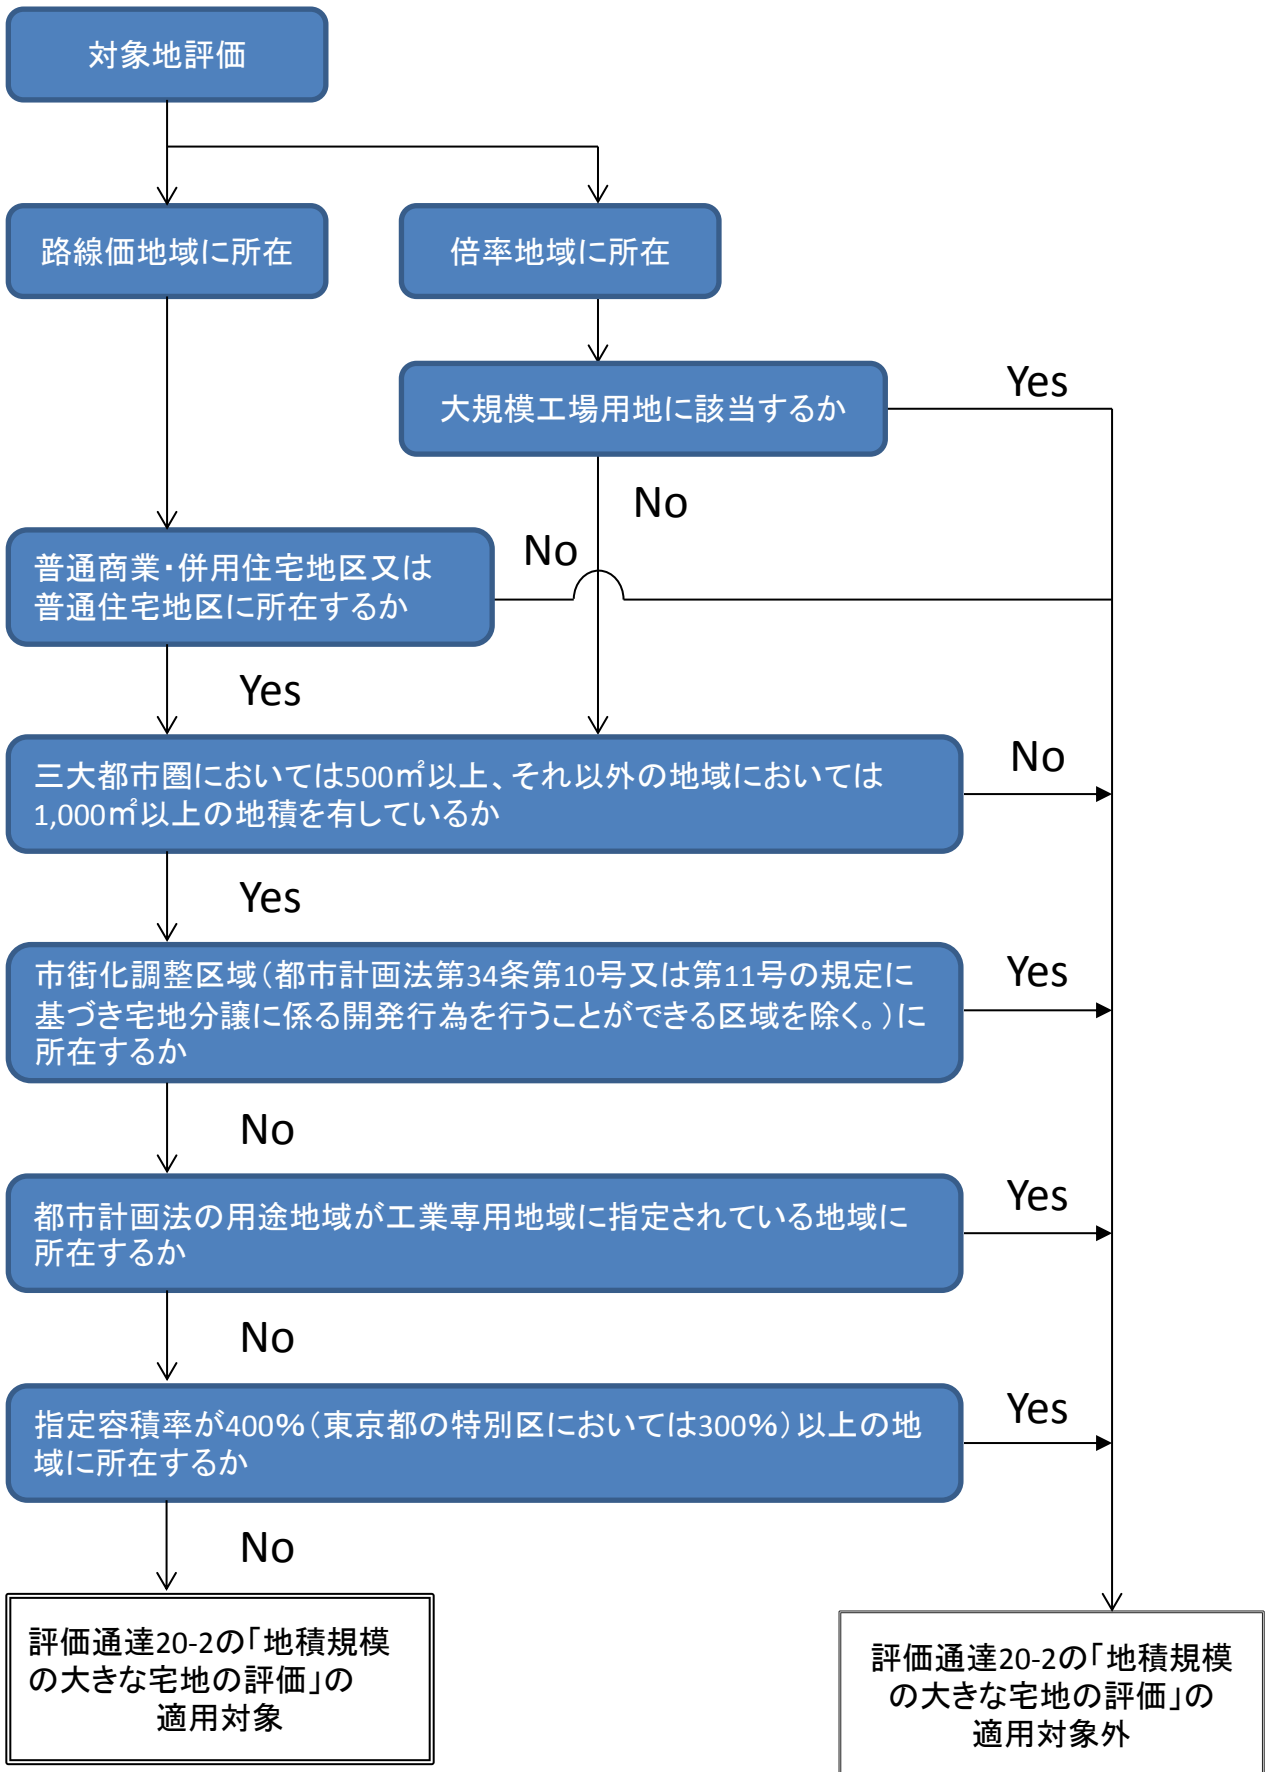 対象地評価
路線価地域に所在
倍率地域に所在
大規模工場用地に該当するか
Yes
No
普通商業・併用住宅地区又は
普通住宅地区に所在するか
No
Yes
三大都市圏においては500㎡以上、それ以外の地域においては
1,000㎡以上の地積を有しているか
No
Yes
市街化調整区域(都市計画法第34条第10号又は第11号の規定に
基づき宅地分譲に係る開発行為を行うことができる区域を除く。)に
所在するか
Yes
No
都市計画法の用途地域が工業専用地域に指定されている地域に
所在するか
Yes
No
指定容積率が400%(東京都の特別区においては300%)以上の地
域に所在するか
Yes
No
評価通達20-2の「地積規模
の大きな宅地の評価」の
適用対象
評価通達20-2の「地積規模
の大きな宅地の評価」の
適用対象外